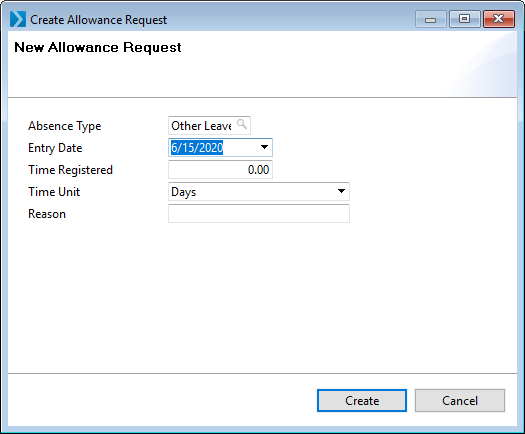 Create Allowance Request
New Allowance Request
Absence Type Other Leave
Entry Date 6/15/2020
Time Registered 0.00
Time Unit Days
Reason
Create Cancel